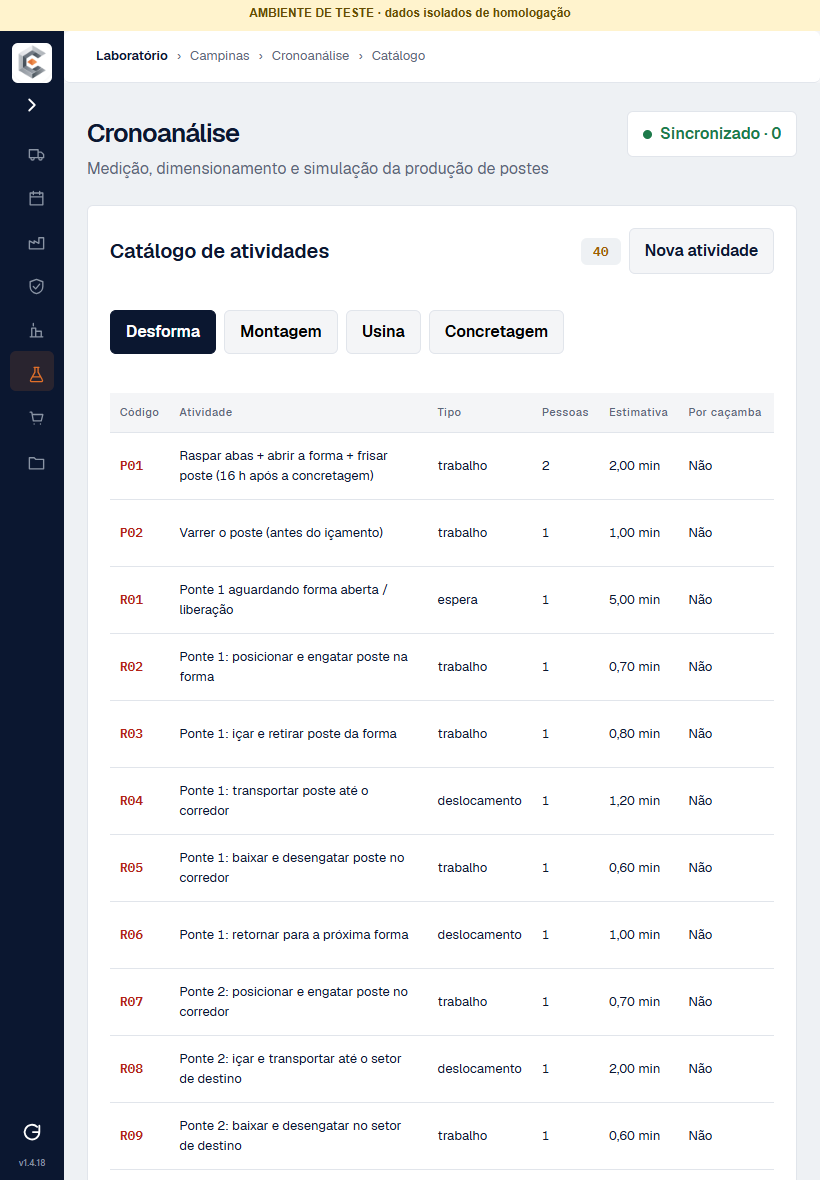 AMBIENTE DE TESTE · dados isolados de homologação
Laboratório › Campinas › Cronoanálise › Catálogo
Cronoanálise
Sincronizado · 0
Medição, dimensionamento e simulação da produção de postes
Catálogo de atividades
40
Nova atividade
Desforma Montagem Usina Concretagem
Código Atividade Tipo Pessoas Estimativa Por caçamba
P01 Raspar abas + abrir a forma + frisar
poste (16 h após a concretagem) trabalho 2 2,00 min Não
P02 Varrer o poste (antes do içamento) trabalho 1 1,00 min Não
R01 Ponte 1 aguardando forma aberta /
liberação espera 1 5,00 min Não
R02 Ponte 1: posicionar e engatar poste na
forma trabalho 1 0,70 min Não
R03 Ponte 1: içar e retirar poste da forma trabalho 1 0,80 min Não
R04 Ponte 1: transportar poste até o
corredor deslocamento 1 1,20 min Não
R05 Ponte 1: baixar e desengatar poste no
corredor trabalho 1 0,60 min Não
R06 Ponte 1: retornar para a próxima forma deslocamento 1 1,00 min Não
R07 Ponte 2: posicionar e engatar poste no
corredor trabalho 1 0,70 min Não
R08 Ponte 2: içar e transportar até o setor
de destino deslocamento 1 2,00 min Não
R09 Ponte 2: baixar e desengatar no setor
de destino trabalho 1 0,60 min Não
v1.4.18